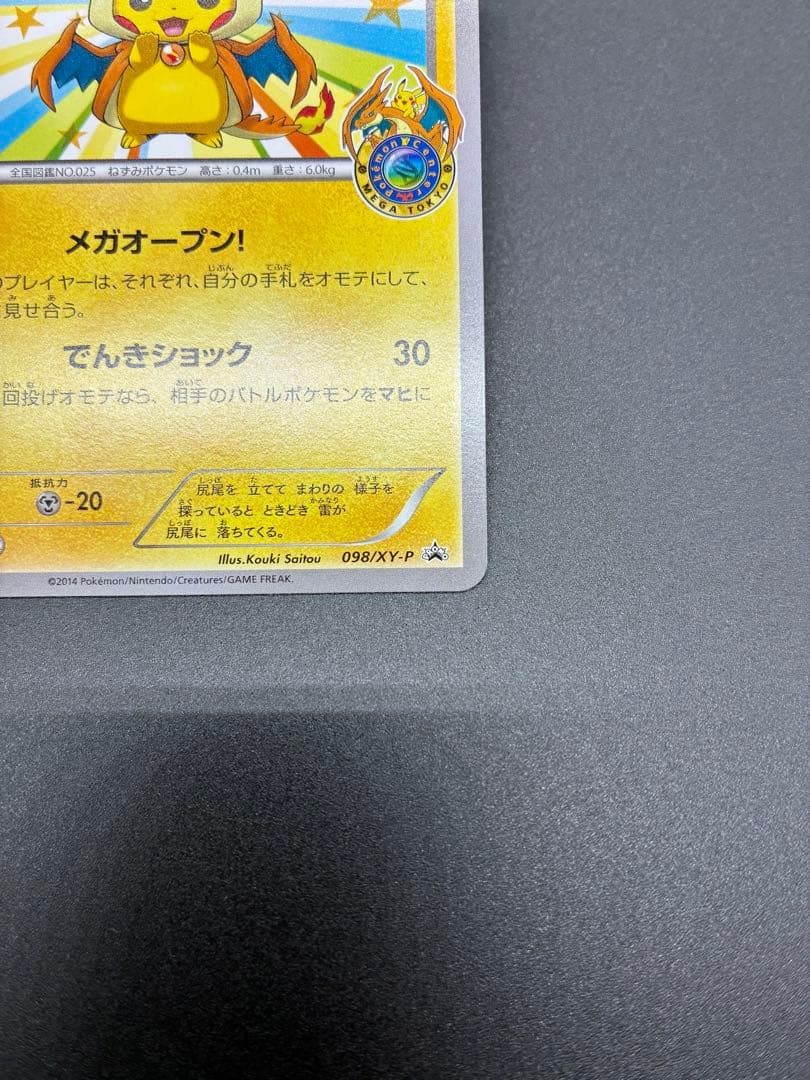 全国図鑑NO.025 ねずみポケモン 高さ:0.4m 重さ:6.0kg
Pokémon Center
MEGA TOKYO
メガオープン!
のプレイヤーは、それぞれ、自分の手札をオモテにして、
見せ合う。
でんきショック 30
回投げオモテなら、相手のバトルポケモンをマヒに
抵抗力
-20
尻尾を 立てて まわりの 様子を
探っていると ときどき 雷が
尻尾に 落ちてくる。
Illus.Kouki Saitou 098/XY-P
©2014 Pokémon/Nintendo/Creatures/GAME FREAK.